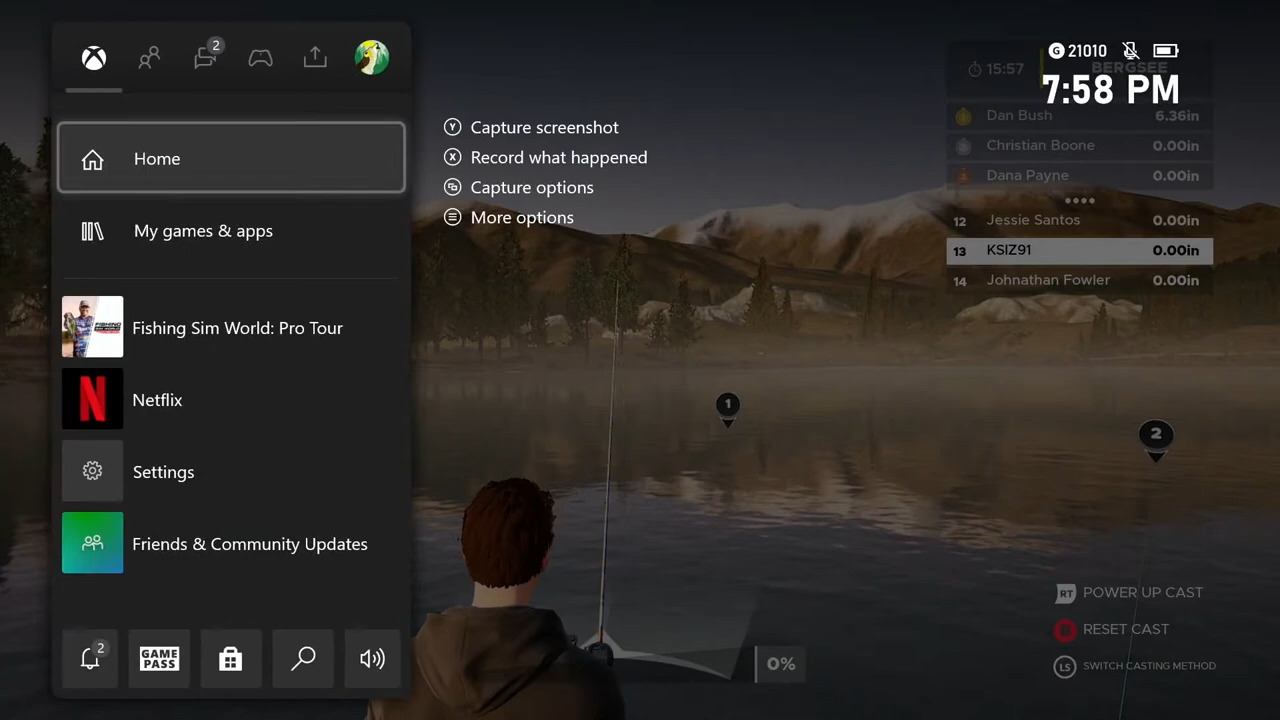 2
G 21010
7:58 PM
15:57 BERGSEE
Dan Bush 6.36in
Christian Boone 0.00in
Dana Payne 0.00in
12 Jessie Santos 0.00in
13 KSIZ91 0.00in
14 Johnathan Fowler 0.00in
Y Capture screenshot
X Record what happened
Capture options
More options
Home
My games & apps
Fishing Sim World: Pro Tour
N Netflix
Settings
Friends & Community Updates
2
GAME PASS
1
2
0%
RT POWER UP CAST
RESET CAST
LS SWITCH CASTING METHOD